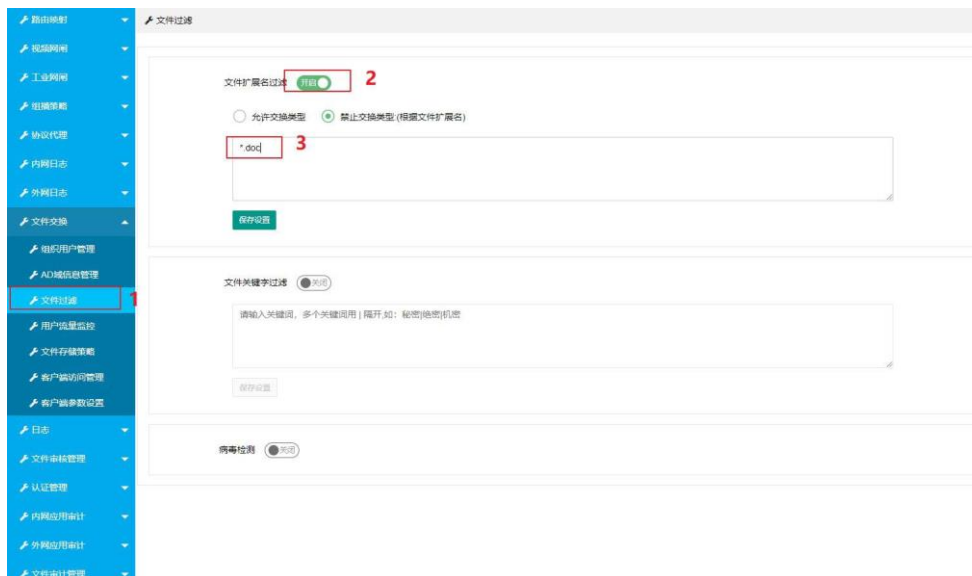 路由映射
文件过滤
视频网闸
工业网闸
组播策略
协议代理
内网日志
外网日志
文件交换
组织用户管理
AD域信息管理
文件过滤
1
用户流量监控
文件存储策略
客户端访问管理
客户端参数设置
日志
文件审核管理
认证管理
内网应用审计
外网应用审计
文件审计管理
文件扩展名过滤 开启 2
允许交换类型 禁止交换类型(根据文件扩展名)
*.doc 3
保存设置
文件关键字过滤 关闭
请输入关键词，多个关键词用 | 隔开,如：秘密|绝密|机密
保存设置
病毒检测 关闭